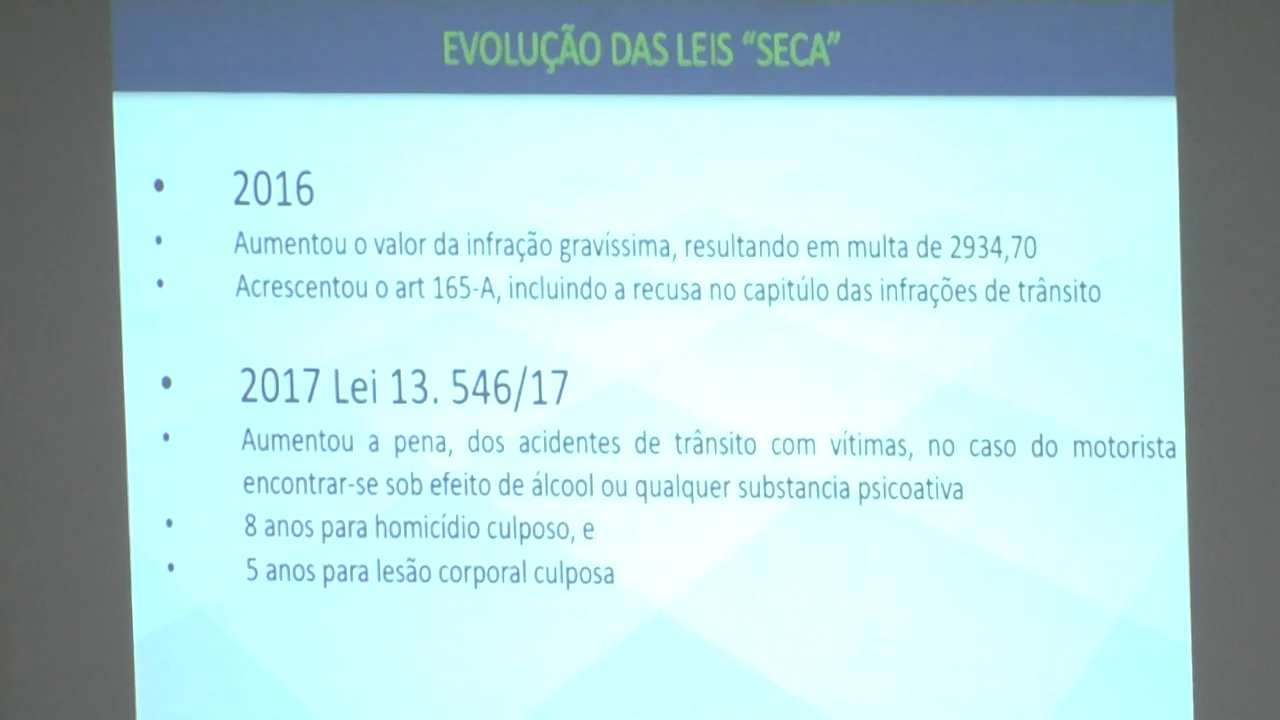 EVOLUÇÃO DAS LEIS “SECA”
• 2016
• Aumentou o valor da infração gravíssima, resultando em multa de 2934,70
• Acrescentou o art 165-A, incluindo a recusa no capitúlo das infrações de trânsito
• 2017 Lei 13. 546/17
• Aumentou a pena, dos acidentes de trânsito com vítimas, no caso do motorista
encontrar-se sob efeito de álcool ou qualquer substancia psicoativa
• 8 anos para homicídio culposo, e
• 5 anos para lesão corporal culposa